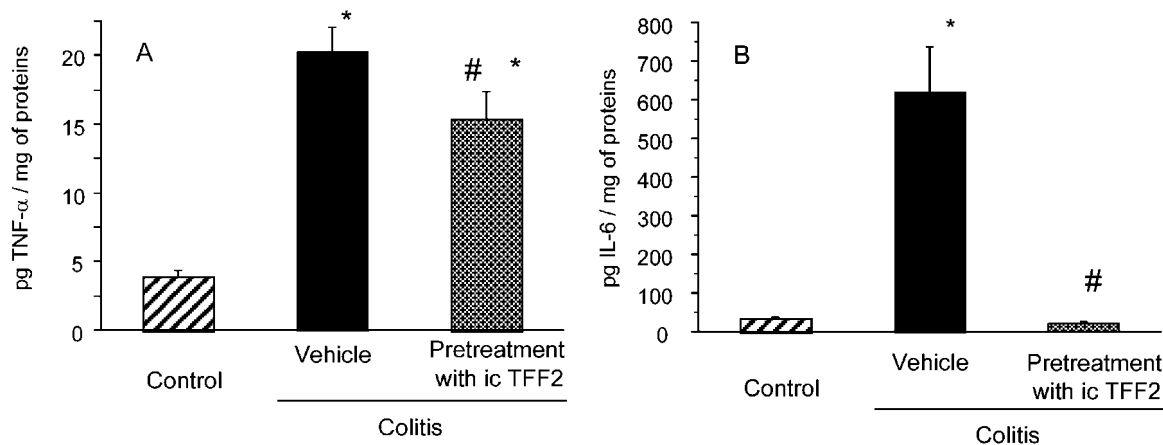 A
pg TNF-α / mg of proteins
20
15
10
5
0
*
# *
Control
Vehicle
Pretreatment
with ic TFF2
Colitis
B
pg IL-6 / mg of proteins
800
700
600
500
400
300
200
100
0
*
#
Control
Vehicle
Pretreatment
with ic TFF2
Colitis